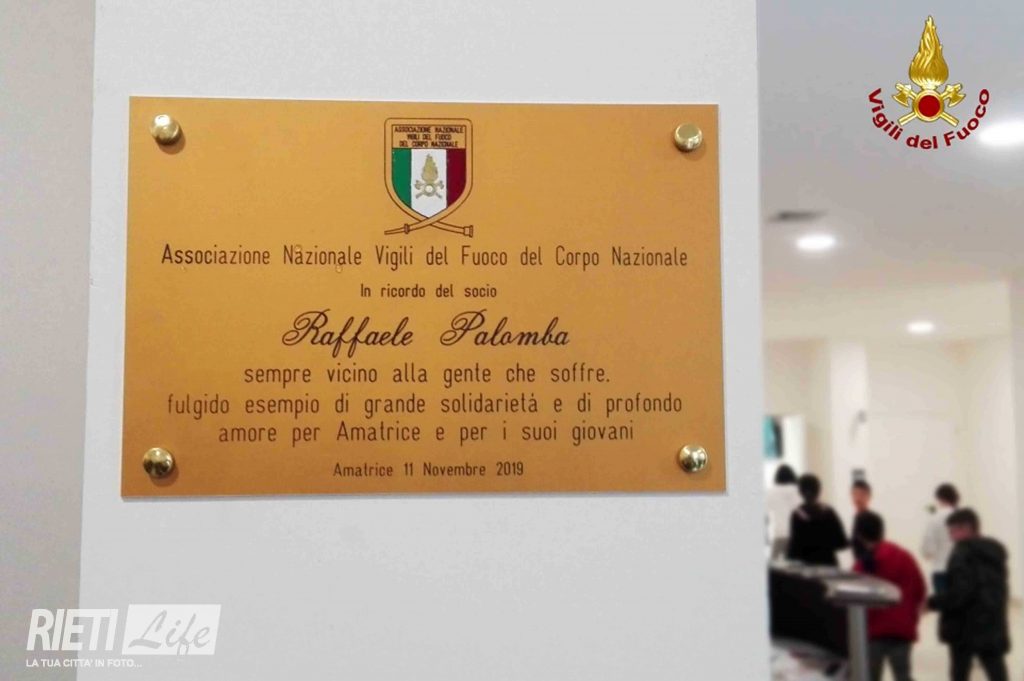 Vigili del Fuoco
ASSOCIAZIONE NAZIONALE
VIGILI DEL FUOCO
DEL CORPO NAZIONALE
Associazione Nazionale Vigili del Fuoco del Corpo Nazionale
In ricordo del socio
Raffaele Palomba
sempre vicino alla gente che soffre.
fulgido esempio di grande solidarietà e di profondo
amore per Amatrice e per i suoi giovani
Amatrice 11 Novembre 2019
RIETI Life
LA TUA CITTA' IN FOTO...